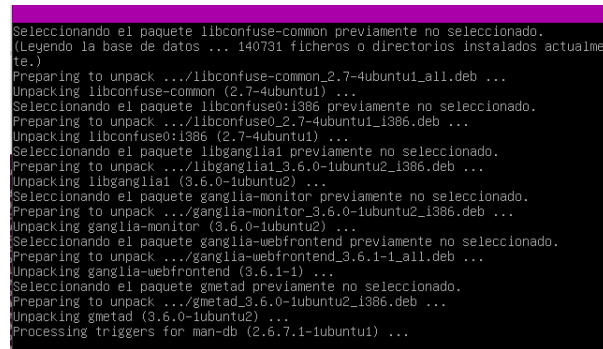 Seleccionando el paquete libconfuse-common previamente no seleccionado.
(Leyendo la base de datos ... 140731 ficheros o directorios instalados actualme
te.)
Preparing to unpack .../libconfuse-common_2.7-4ubuntu1_all.deb ...
Unpacking libconfuse-common (2.7-4ubuntu1) ...
Seleccionando el paquete libconfuse0:i386 previamente no seleccionado.
Preparing to unpack .../libconfuse0_2.7-4ubuntu1_i386.deb ...
Unpacking libconfuse0:i386 (2.7-4ubuntu1) ...
Seleccionando el paquete libganglia1 previamente no seleccionado.
Preparing to unpack .../libganglia1_3.6.0-1ubuntu2_i386.deb ...
Unpacking libganglia1 (3.6.0-1ubuntu2) ...
Seleccionando el paquete ganglia-monitor previamente no seleccionado.
Preparing to unpack .../ganglia-monitor_3.6.0-1ubuntu2_i386.deb ...
Unpacking ganglia-monitor (3.6.0-1ubuntu2) ...
Seleccionando el paquete ganglia-webfrontend previamente no seleccionado.
Preparing to unpack .../ganglia-webfrontend_3.6.1-1_all.deb ...
Unpacking ganglia-webfrontend (3.6.1-1) ...
Seleccionando el paquete gmetad previamente no seleccionado.
Preparing to unpack .../gmetad_3.6.0-1ubuntu2_i386.deb ...
Unpacking gmetad (3.6.0-1ubuntu2) ...
Processing triggers for man-db (2.6.7.1-1ubuntu1) ...